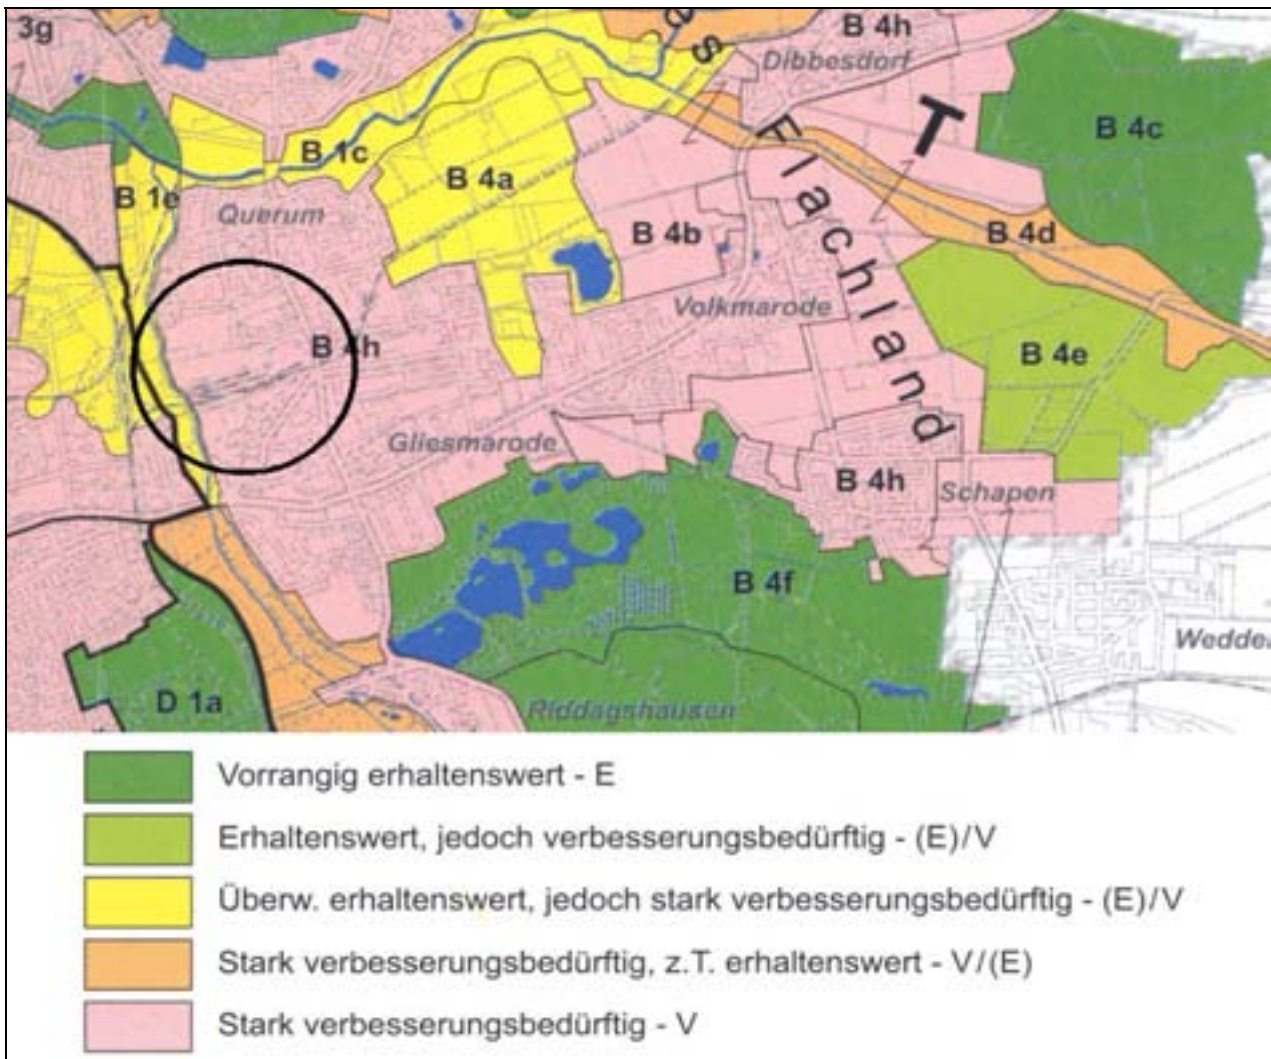 3g
B 4h
Dibbesdorf
es
T
B 4c
B 1c
B 4a
B 1e
Querum
B 4b
B 4d
Flachland
Volkmarode
B 4h
B 4e
Gliesmarode
B 4h
Schapen
B 4f
D 1a
Riddagshausen
Vorrangig erhaltenswert - E
Erhaltenswert, jedoch verbesserungsbedürftig - (E)/V
Überw. erhaltenswert, jedoch stark verbesserungsbedürftig - (E)/V
Stark verbesserungsbedürftig, z.T. erhaltenswert - V/(E)
Stark verbesserungsbedürftig - V